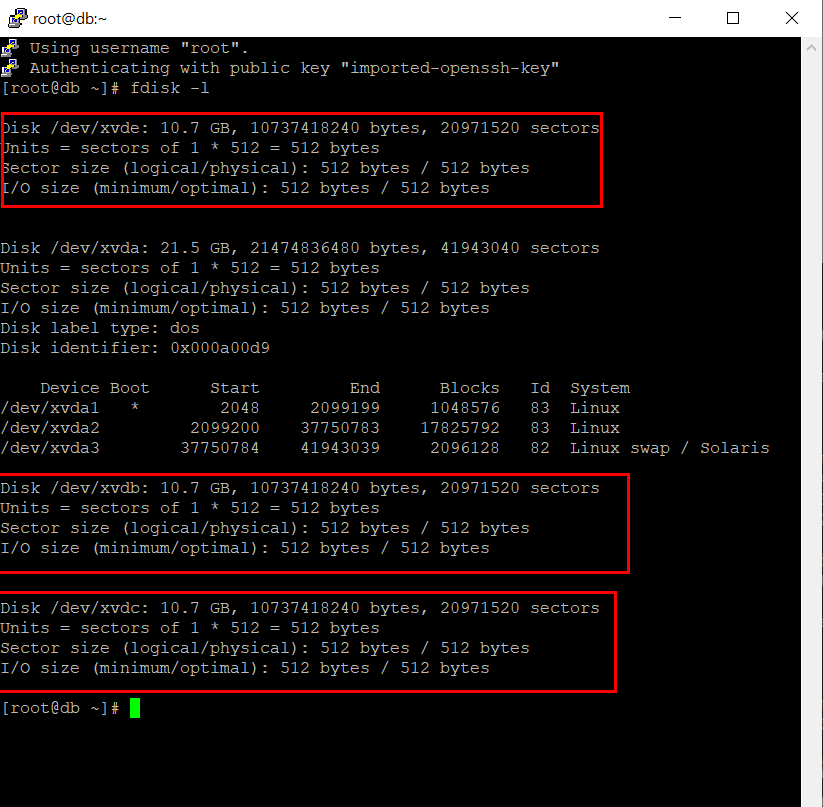 root@db:~
Using username "root".
Authenticating with public key "imported-openssh-key"
[root@db ~]# fdisk -l
Disk /dev/xvde: 10.7 GB, 10737418240 bytes, 20971520 sectors
Units = sectors of 1 * 512 = 512 bytes
Sector size (logical/physical): 512 bytes / 512 bytes
I/O size (minimum/optimal): 512 bytes / 512 bytes
Disk /dev/xvda: 21.5 GB, 21474836480 bytes, 41943040 sectors
Units = sectors of 1 * 512 = 512 bytes
Sector size (logical/physical): 512 bytes / 512 bytes
I/O size (minimum/optimal): 512 bytes / 512 bytes
Disk label type: dos
Disk identifier: 0x000a00d9
Device Boot Start End Blocks Id System
/dev/xvda1 * 2048 2099199 1048576 83 Linux
/dev/xvda2 2099200 37750783 17825792 83 Linux
/dev/xvda3 37750784 41943039 2096128 82 Linux swap / Solaris
Disk /dev/xvdb: 10.7 GB, 10737418240 bytes, 20971520 sectors
Units = sectors of 1 * 512 = 512 bytes
Sector size (logical/physical): 512 bytes / 512 bytes
I/O size (minimum/optimal): 512 bytes / 512 bytes
Disk /dev/xvdc: 10.7 GB, 10737418240 bytes, 20971520 sectors
Units = sectors of 1 * 512 = 512 bytes
Sector size (logical/physical): 512 bytes / 512 bytes
I/O size (minimum/optimal): 512 bytes / 512 bytes
[root@db ~]#